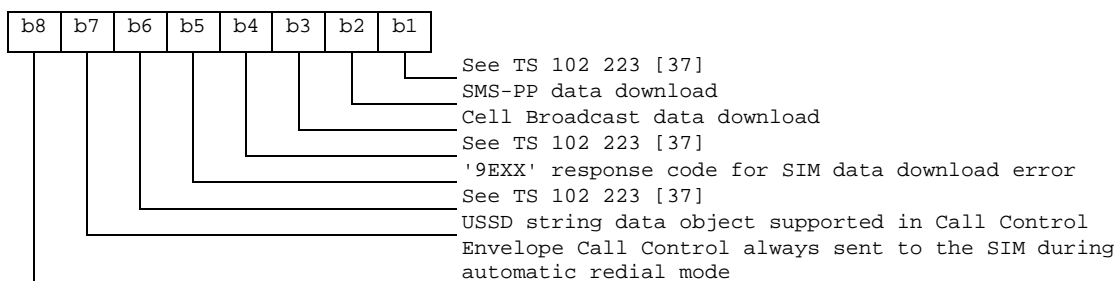 b8 b7 b6 b5 b4 b3 b2 b1
See TS 102 223 [37]
SMS-PP data download
Cell Broadcast data download
See TS 102 223 [37]
'9EXX' response code for SIM data download error
See TS 102 223 [37]
USSD string data object supported in Call Control
Envelope Call Control always sent to the SIM during
automatic redial mode